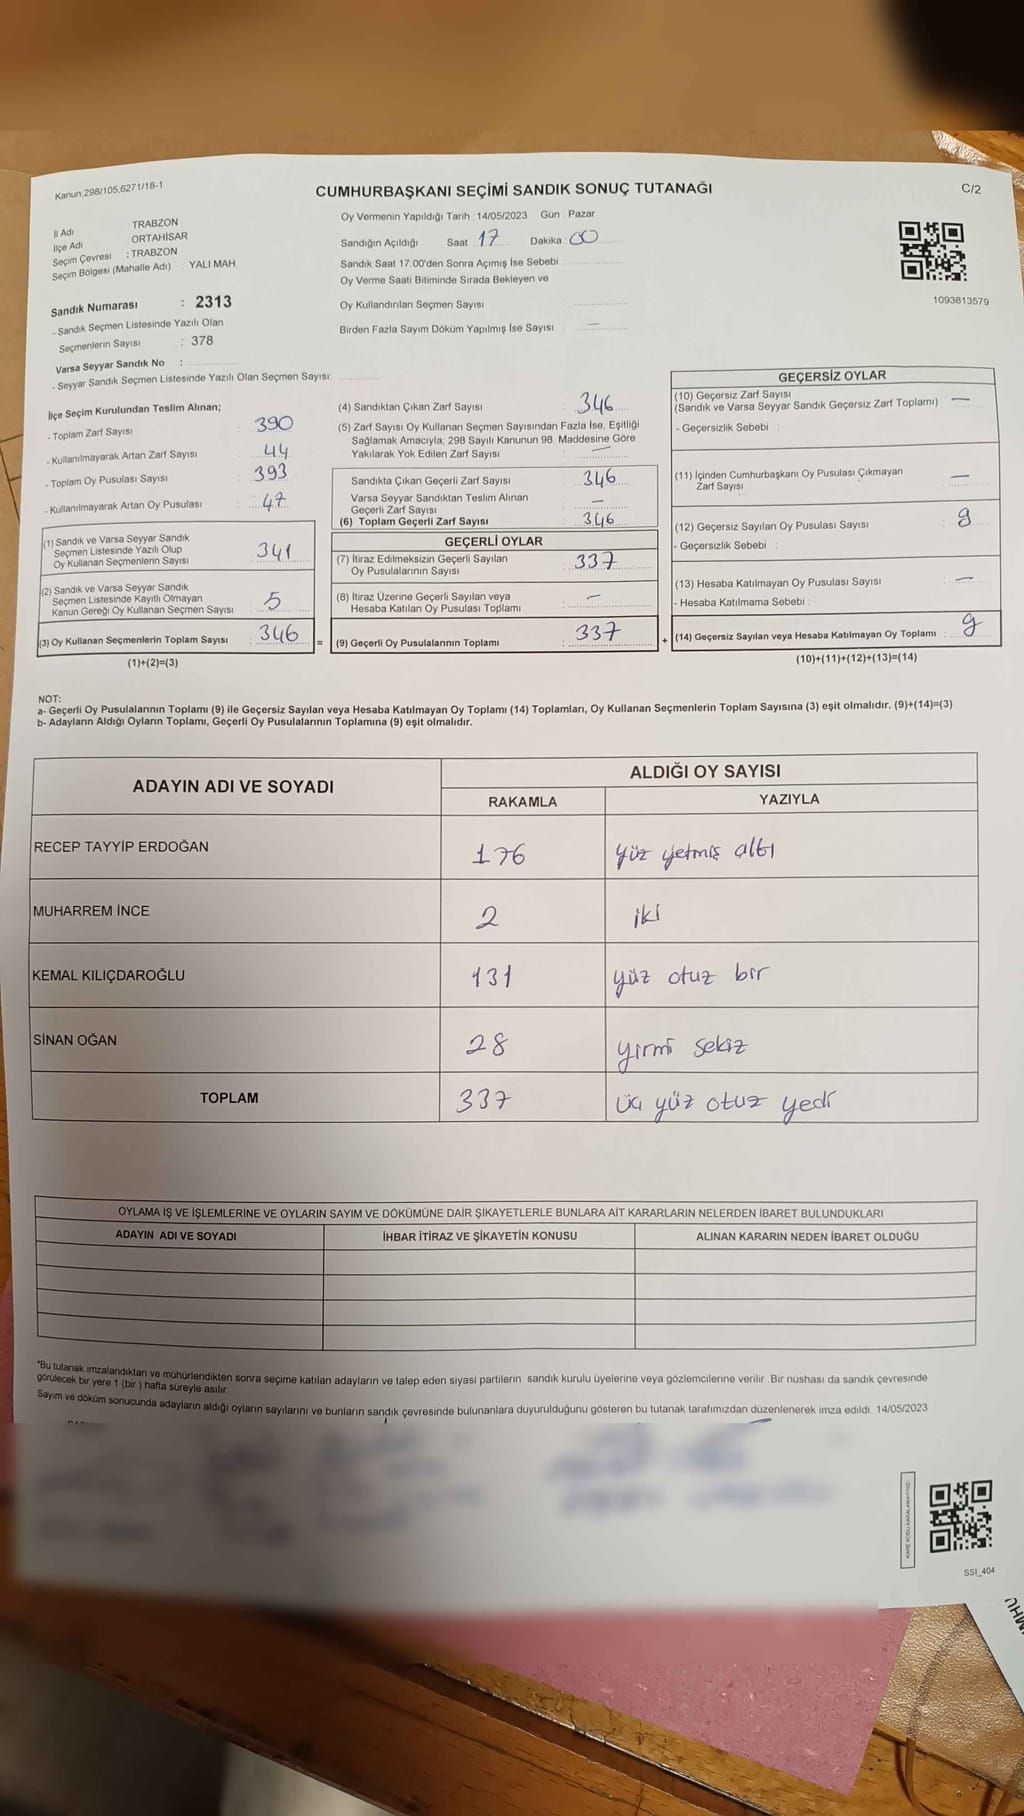 Kanun:298/105,6271/18-1
CUMHURBAŞKANI SEÇİMİ SANDIK SONUÇ TUTANAĞI
C/2
İl Adı TRABZON
İlçe Adı ORTAHİSAR
Seçim Çevresi : TRABZON
Seçim Bölgesi (Mahalle Adı) YALI MAH.
Sandık Numarası : 2313
- Sandık Seçmen Listesinde Yazılı Olan
Seçmenlerin Sayısı : 378
Varsa Seyyar Sandık No :
- Seyyar Sandık Seçmen Listesinde Yazılı Olan Seçmen Sayısı:
Oy Vermenin Yapıldığı Tarih : 14/05/2023 Gün : Pazar
Sandığın Açıldığı Saat : 17 Dakika : 00
Sandık Saat 17.00'den Sonra Açımış İse Sebebi :
Oy Verme Saati Bitiminde Sırada Bekleyen ve
Oy Kullandırılan Seçmen Sayısı :
Birden Fazla Sayım Döküm Yapılmış İse Sayısı : —
1093813579
İlçe Seçim Kurulundan Teslim Alınan;
- Toplam Zarf Sayısı : 390
- Kullanılmayarak Artan Zarf Sayısı : 44
- Toplam Oy Pusulası Sayısı : 393
- Kullanılmayarak Artan Oy Pusulası : 47
(1) Sandık ve Varsa Seyyar Sandık
Seçmen Listesinde Yazılı Olup
Oy Kullanan Seçmenlerin Sayısı : 341
(2) Sandık ve Varsa Seyyar Sandık
Seçmen Listesinde Kayıtlı Olmayan
Kanun Gereği Oy Kullanan Seçmen Sayısı : 5
(3) Oy Kullanan Seçmenlerin Toplam Sayısı : 346
(1)+(2)=(3)
=
(4) Sandıktan Çıkan Zarf Sayısı : 346
(5) Zarf Sayısı Oy Kullanan Seçmen Sayısından Fazla İse, Eşitliği
Sağlamak Amacıyla; 298 Sayılı Kanunun 98. Maddesine Göre
Yakılarak Yok Edilen Zarf Sayısı : —
Sandıkta Çıkan Geçerli Zarf Sayısı : 346
Varsa Seyyar Sandıktan Teslim Alınan
Geçerli Zarf Sayısı : —
(6) Toplam Geçerli Zarf Sayısı : 346
GEÇERLİ OYLAR
(7) İtiraz Edilmeksizin Geçerli Sayılan
Oy Pusulalarının Sayısı : 337
(8) İtiraz Üzerine Geçerli Sayılan veya
Hesaba Katılan Oy Pusulası Toplamı : —
(9) Geçerli Oy Pusulalarının Toplamı : 337
+
GEÇERSİZ OYLAR
(10) Geçersiz Zarf Sayısı
(Sandık ve Varsa Seyyar Sandık Geçersiz Zarf Toplamı) : —
- Geçersizlik Sebebi :
(11) İçinden Cumhurbaşkanı Oy Pusulası Çıkmayan
Zarf Sayısı : —
(12) Geçersiz Sayılan Oy Pusulası Sayısı : 9
- Geçersizlik Sebebi :
(13) Hesaba Katılmayan Oy Pusulası Sayısı : —
- Hesaba Katılmama Sebebi :
(14) Geçersiz Sayılan veya Hesaba Katılmayan Oy Toplamı : 9
(10)+(11)+(12)+(13)=(14)
NOT:
a- Geçerli Oy Pusulalarının Toplamı (9) ile Geçersiz Sayılan veya Hesaba Katılmayan Oy Toplamı (14) Toplamları, Oy Kullanan Seçmenlerin Toplam Sayısına (3) eşit olmalıdır. (9)+(14)=(3)
b- Adayların Aldığı Oyların Toplamı, Geçerli Oy Pusulalarının Toplamına (9) eşit olmalıdır.
ADAYIN ADI VE SOYADI
ALDIĞI OY SAYISI
RAKAMLA YAZIYLA
RECEP TAYYİP ERDOĞAN 176 yüz yetmiş altı
MUHARREM İNCE 2 iki
KEMAL KILIÇDAROĞLU 131 yüz otuz bir
SİNAN OĞAN 28 yirmi sekiz
TOPLAM 337 üç yüz otuz yedi
OYLAMA İŞ VE İŞLEMLERİNE VE OYLARIN SAYIM VE DÖKÜMÜNE DAİR ŞİKAYETLERLE BUNLARA AİT KARARLARIN NELERDEN İBARET BULUNDUKLARI
ADAYIN ADI VE SOYADI İHBAR İTİRAZ VE ŞİKAYETİN KONUSU ALINAN KARARIN NEDEN İBARET OLDUĞU
*Bu tutanak imzalandıktan ve mühürlendikten sonra seçime katılan adayların ve talep eden siyasi partilerin sandık kurulu üyelerine veya gözlemcilerine verilir. Bir nüshası da sandık çevresinde
görülecek bir yere 1 (bir ) hafta süreyle asılır.
Sayım ve döküm sonucunda adayların aldığı oyların sayılarını ve bunların sandık çevresinde bulunanlara duyurulduğunu gösteren bu tutanak tarafımızdan düzenlenerek imza edildi. 14/05/2023
KARE KODU KARALAMAYINIZ!
SSI_404